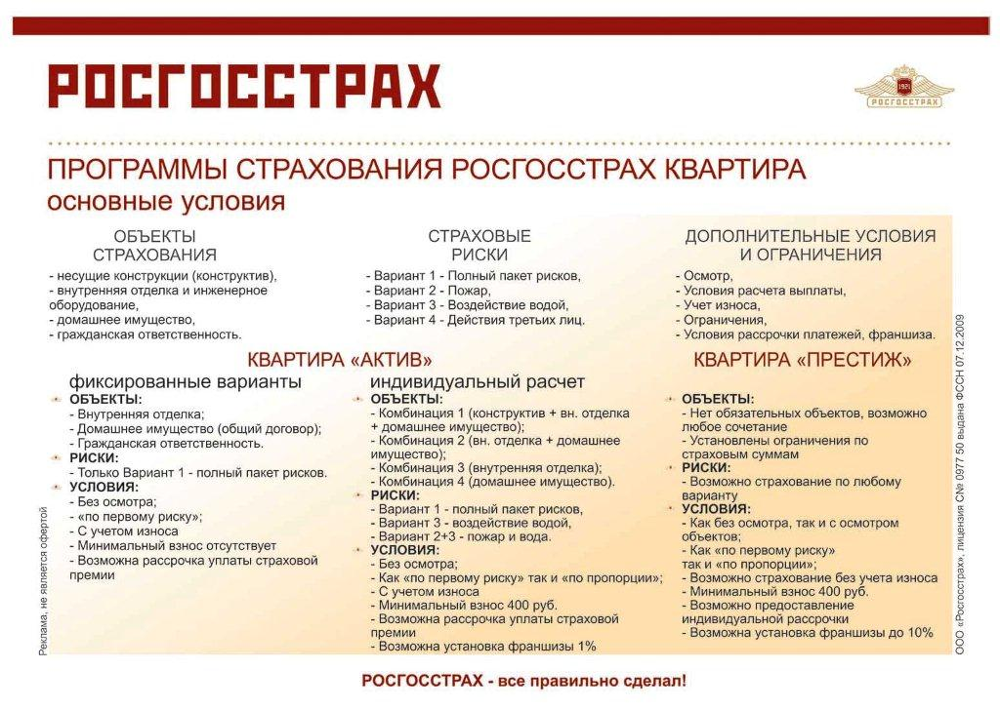 РОСГОССТРАХ
1921
РОСГОССТРАХ
ПРОГРАММЫ СТРАХОВАНИЯ РОСГОССТРАХ КВАРТИРА
основные условия
ОБЪЕКТЫ
СТРАХОВАНИЯ
- несущие конструкции (конструктив),
- внутренняя отделка и инженерное
оборудование,
- домашнее имущество,
- гражданская ответственность.
СТРАХОВЫЕ
РИСКИ
- Вариант 1 - Полный пакет рисков,
- Вариант 2 - Пожар,
- Вариант 3 - Воздействие водой,
- Вариант 4 - Действия третьих лиц.
ДОПОЛНИТЕЛЬНЫЕ УСЛОВИЯ
И ОГРАНИЧЕНИЯ
- Осмотр,
- Условия расчета выплаты,
- Учет износа,
- Ограничения,
- Условия рассрочки платежей, франшиза.
КВАРТИРА «АКТИВ»
фиксированные варианты
ОБЪЕКТЫ:
- Внутренняя отделка;
- Домашнее имущество (общий договор);
- Гражданская ответственность.
РИСКИ:
- Только Вариант 1 - полный пакет рисков.
УСЛОВИЯ:
- Без осмотра;
- «по первому риску»;
- С учетом износа
- Минимальный взнос отсутствует
- Возможна рассрочка уплаты страховой
премии
индивидуальный расчет
ОБЪЕКТЫ:
- Комбинация 1 (конструктив + вн. отделка
+ домашнее имущество);
- Комбинация 2 (вн. отделка + домашнее
имущество);
- Комбинация 3 (внутренняя отделка);
- Комбинация 4 (домашнее имущество).
РИСКИ:
- Вариант 1 - полный пакет рисков,
- Вариант 3 - воздействие водой,
- Вариант 2+3 - пожар и вода.
УСЛОВИЯ:
- Без осмотра;
- Как «по первому риску» так и «по пропорции»;
- С учетом износа
- Минимальный взнос 400 руб.
- Возможна рассрочка уплаты страховой
премии
- Возможна установка франшизы 1%
КВАРТИРА «ПРЕСТИЖ»
ОБЪЕКТЫ:
- Нет обязательных объектов, возможно
любое сочетание
- Установлены ограничения по
страховым суммам
РИСКИ:
- Возможно страхование по любому
варианту
УСЛОВИЯ:
- Как без осмотра, так и с осмотром
объектов;
- Как «по первому риску»
так и «по пропорции»;
- Возможно страхование без учета износа
- Минимальный взнос 400 руб.
- Возможно предоставление
индивидуальной рассрочки
- Возможна установка франшизы до 10%
Реклама, не является офертой
ООО «Росгосстрах», лицензия С№ 0977 50 выдана ФССН 07.12.2009
РОСГОССТРАХ - все правильно сделал!